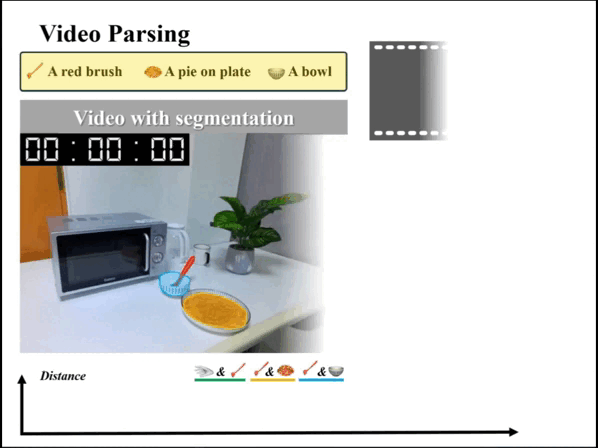 Video Parsing
A red brush A pie on plate A bowl
Video with segmentation
00:00:00
Distance
& & &